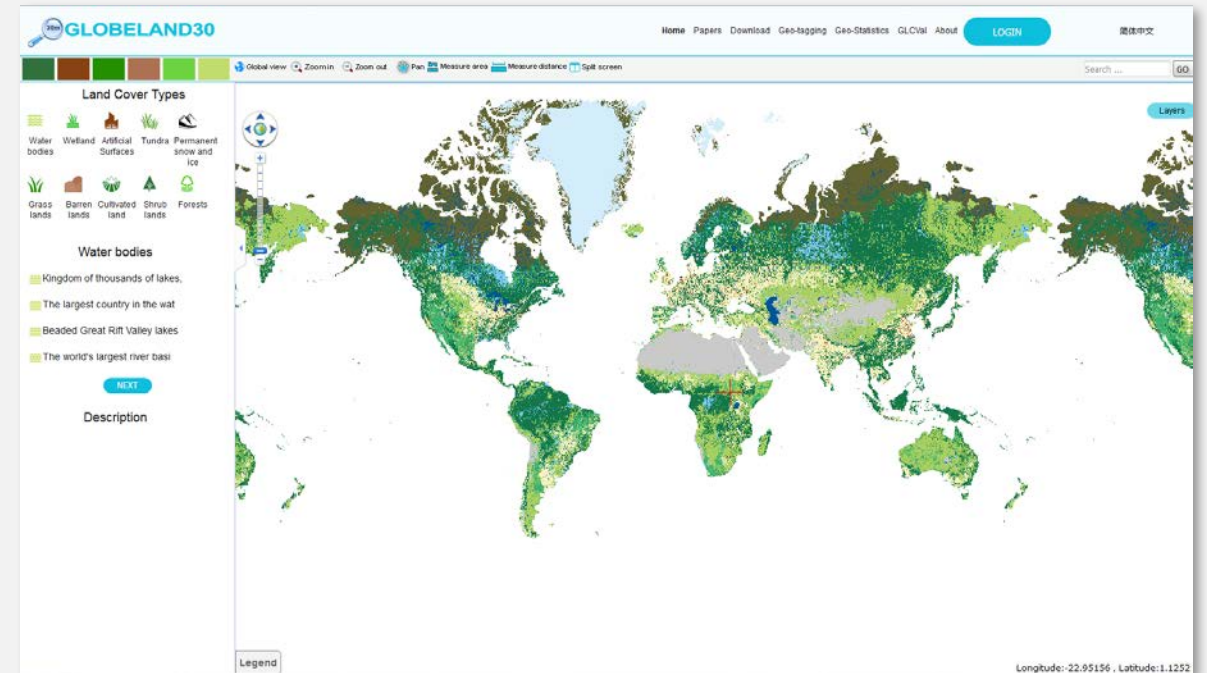 30m GLOBELAND30
Home Papers Download Geo-tagging Geo-Statistics GLCVal About LOGIN 简体中文
Global view Zoom in Zoom out Pan Measure area Measure distance Split screen Search ... GO
Land Cover Types
Layers
Water bodies Wetland Artificial Surfaces Tundra Permanent snow and ice
Grass lands Barren lands Cultivated land Shrub lands Forests
Water bodies
Kingdom of thousands of lakes,
The largest country in the wat
Beaded Great Rift Valley lakes
The world's largest river basi
NEXT
Description
Legend
Longitude:-22.95156 , Latitude:1.1252